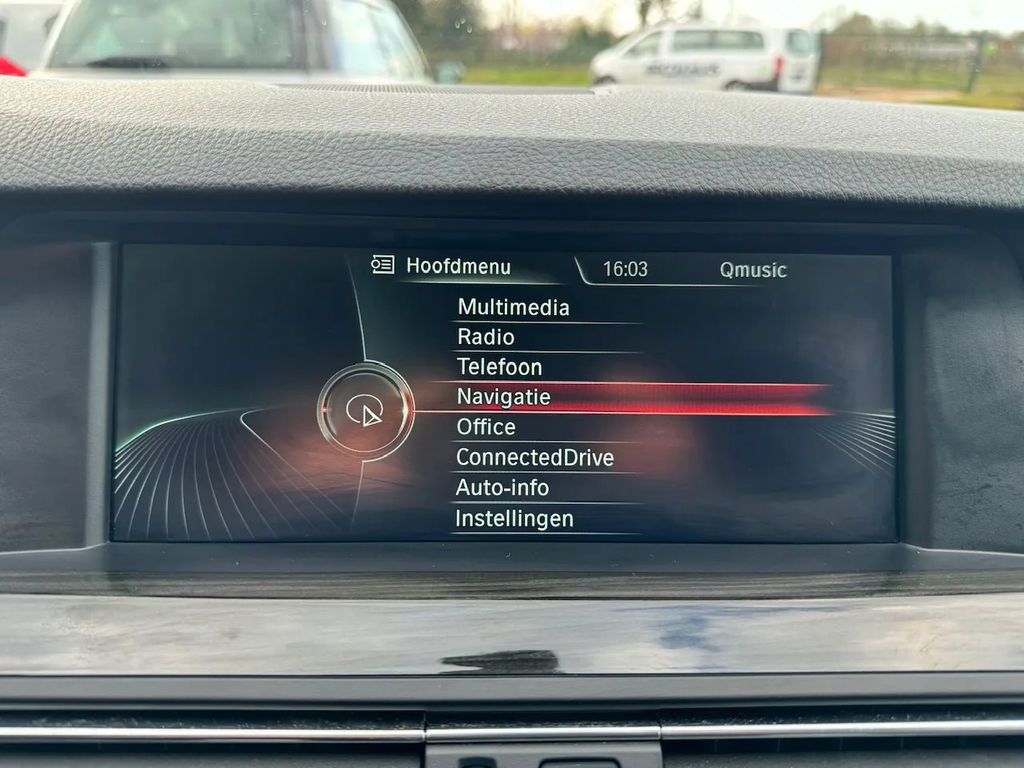 Hoofdmenu 16:03 Qmusic
Multimedia
Radio
Telefoon
Navigatie
Office
ConnectedDrive
Auto-info
Instellingen